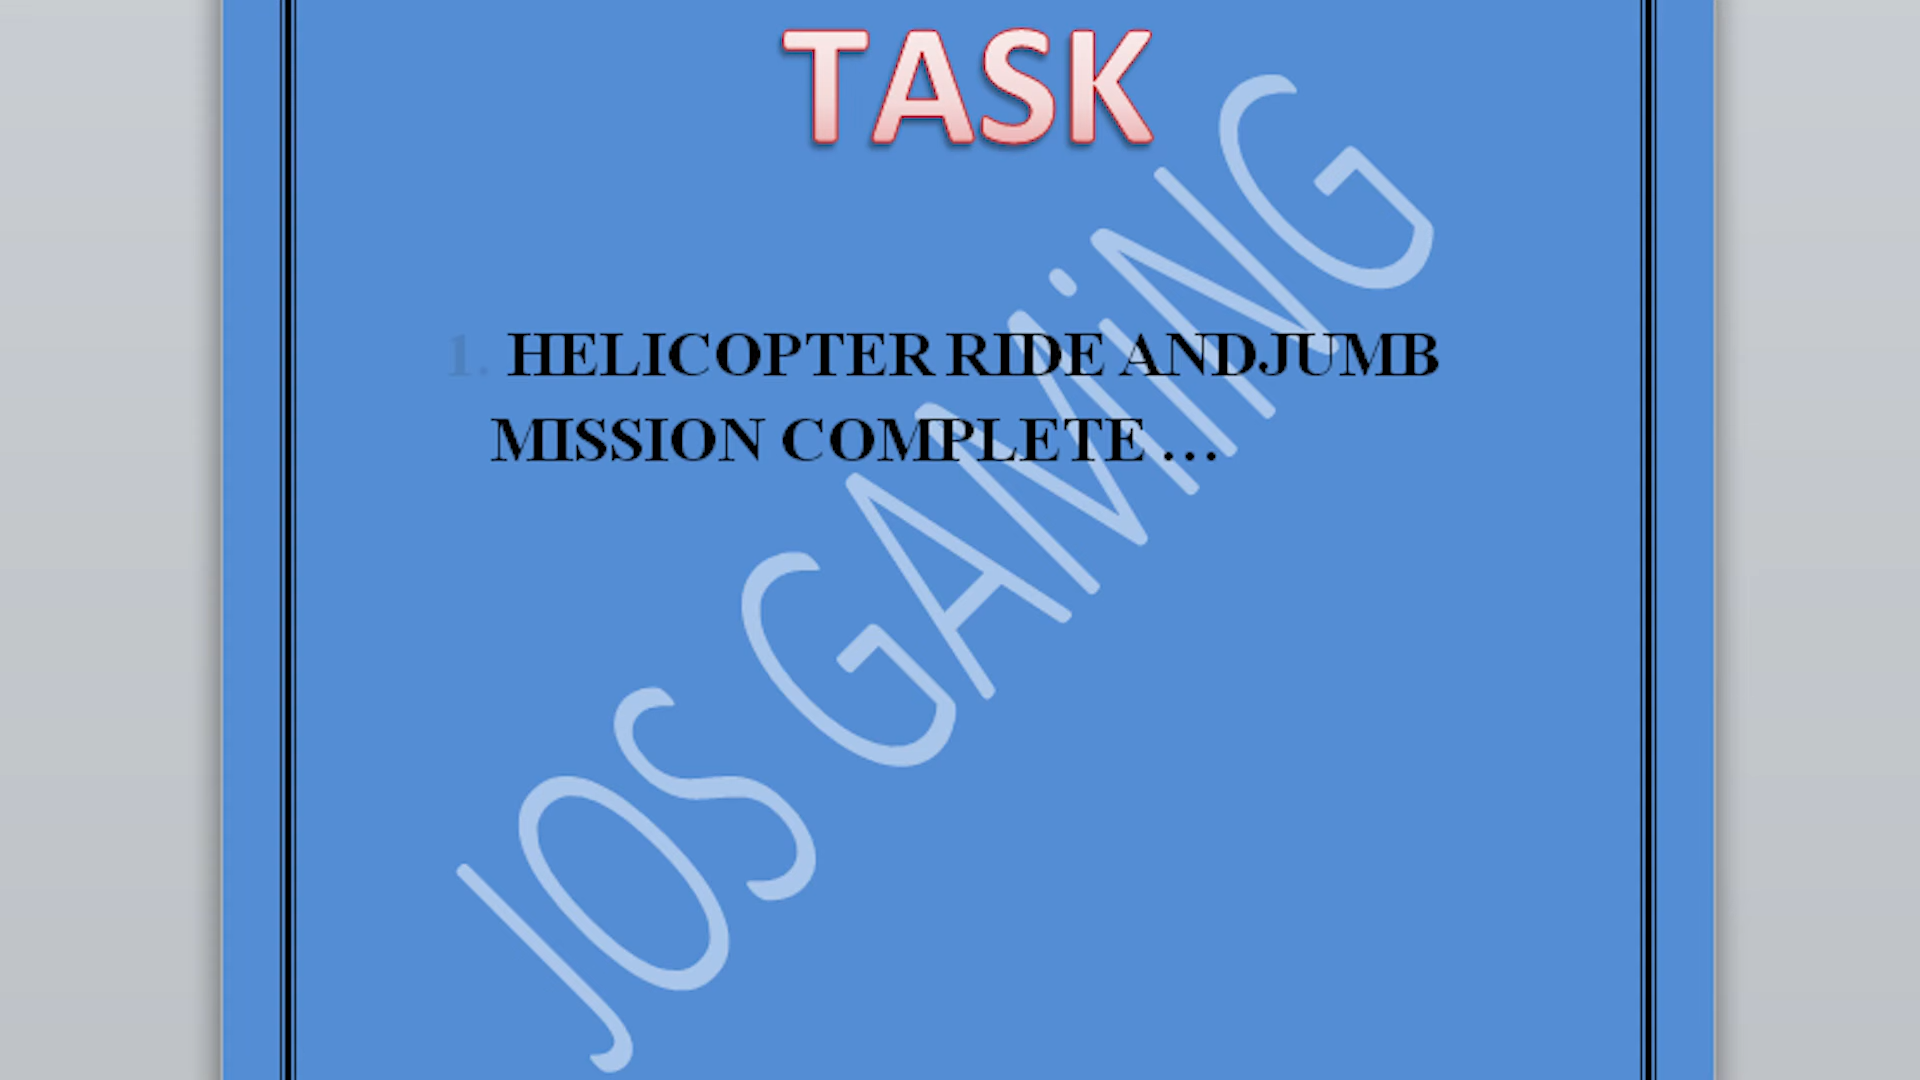 TASK
1. HELICOPTER RIDE ANDJUMB
MISSION COMPLETE ...
JOS GAMiNG